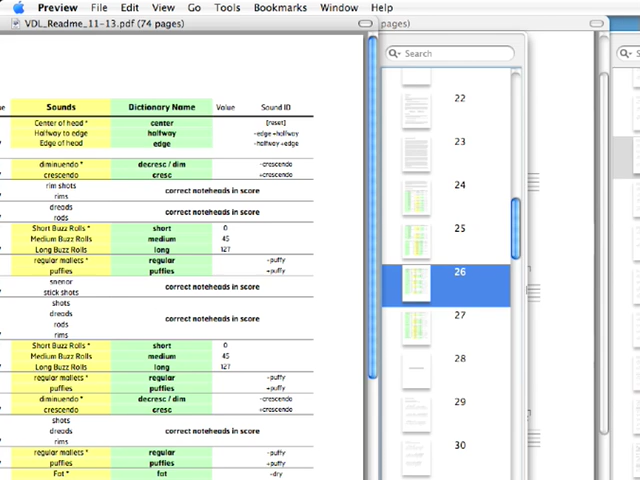 Preview File Edit View Go Tools Bookmarks Window Help
VDL_Readme_11-13.pdf (74 pages)
pages)
Search
Sounds Dictionary Name Value Sound ID
Center of head * center [reset]
Halfway to edge halfway -edge +halfway
Edge of head edge -halfway +edge
diminuendo * decresc / dim -crescendo
crescendo cresc +crescendo
rim shots
rims
correct noteheads in score
dreads
rods
correct noteheads in score
Short Buzz Rolls * short 0
Medium Buzz Rolls medium 45
Long Buzz Rolls long 127
regular mallets * regular -puffy
puffies puffies +puffy
snenor
stick shots
correct noteheads in score
shots
dreads
rods
rims
correct noteheads in score
Short Buzz Rolls * short 0
Medium Buzz Rolls medium 45
Long Buzz Rolls long 127
regular mallets * regular -puffy
puffies puffies +puffy
diminuendo * decresc / dim -crescendo
crescendo cresc +crescendo
shots
dreads
rims
correct noteheads in score
regular mallets * regular -puffy
puffies puffies +puffy
Fat * fat -dry
22
23
24
25
26
27
28
29
30